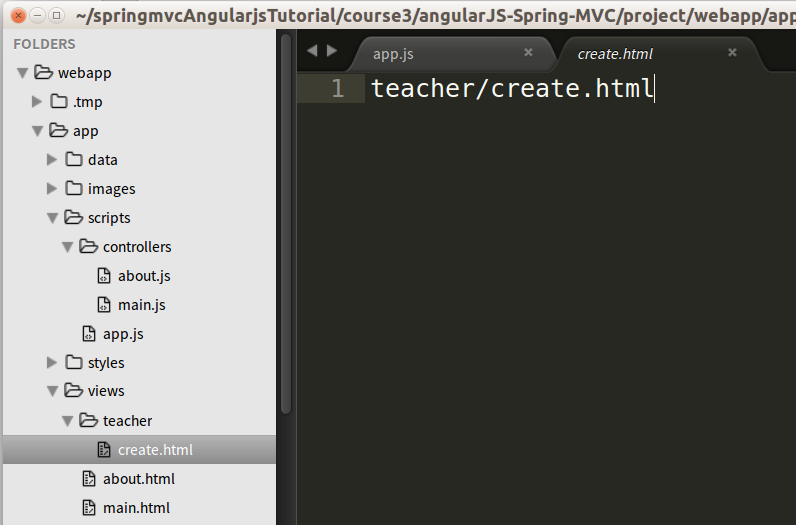 ~/springmvcAngularjsTutorial/course3/angularJS-Spring-MVC/project/webapp/app
FOLDERS
webapp
.tmp
app
data
images
scripts
controllers
about.js
main.js
app.js
styles
views
teacher
create.html
about.html
main.html
app.js
create.html
1 teacher/create.html